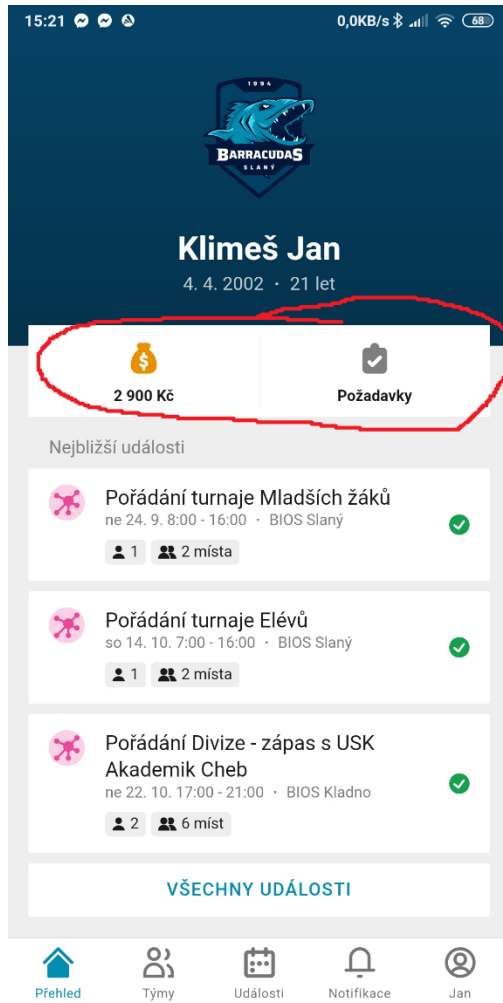 15:21 0,0KB/s 68
1994
BARRACUDAS
SLANÝ
Klimeš Jan
4. 4. 2002 · 21 let
2 900 Kč Požadavky
Nejbližší události
Pořádání turnaje Mladších žáků
ne 24. 9. 8:00 - 16:00 · BIOS Slaný
1 2 místa
Pořádání turnaje Elévů
so 14. 10. 7:00 - 16:00 · BIOS Slaný
1 2 místa
Pořádání Divize - zápas s USK
Akademik Cheb
ne 22. 10. 17:00 - 21:00 · BIOS Kladno
2 6 míst
VŠECHNY UDÁLOSTI
Přehled Týmy Události Notifikace Jan